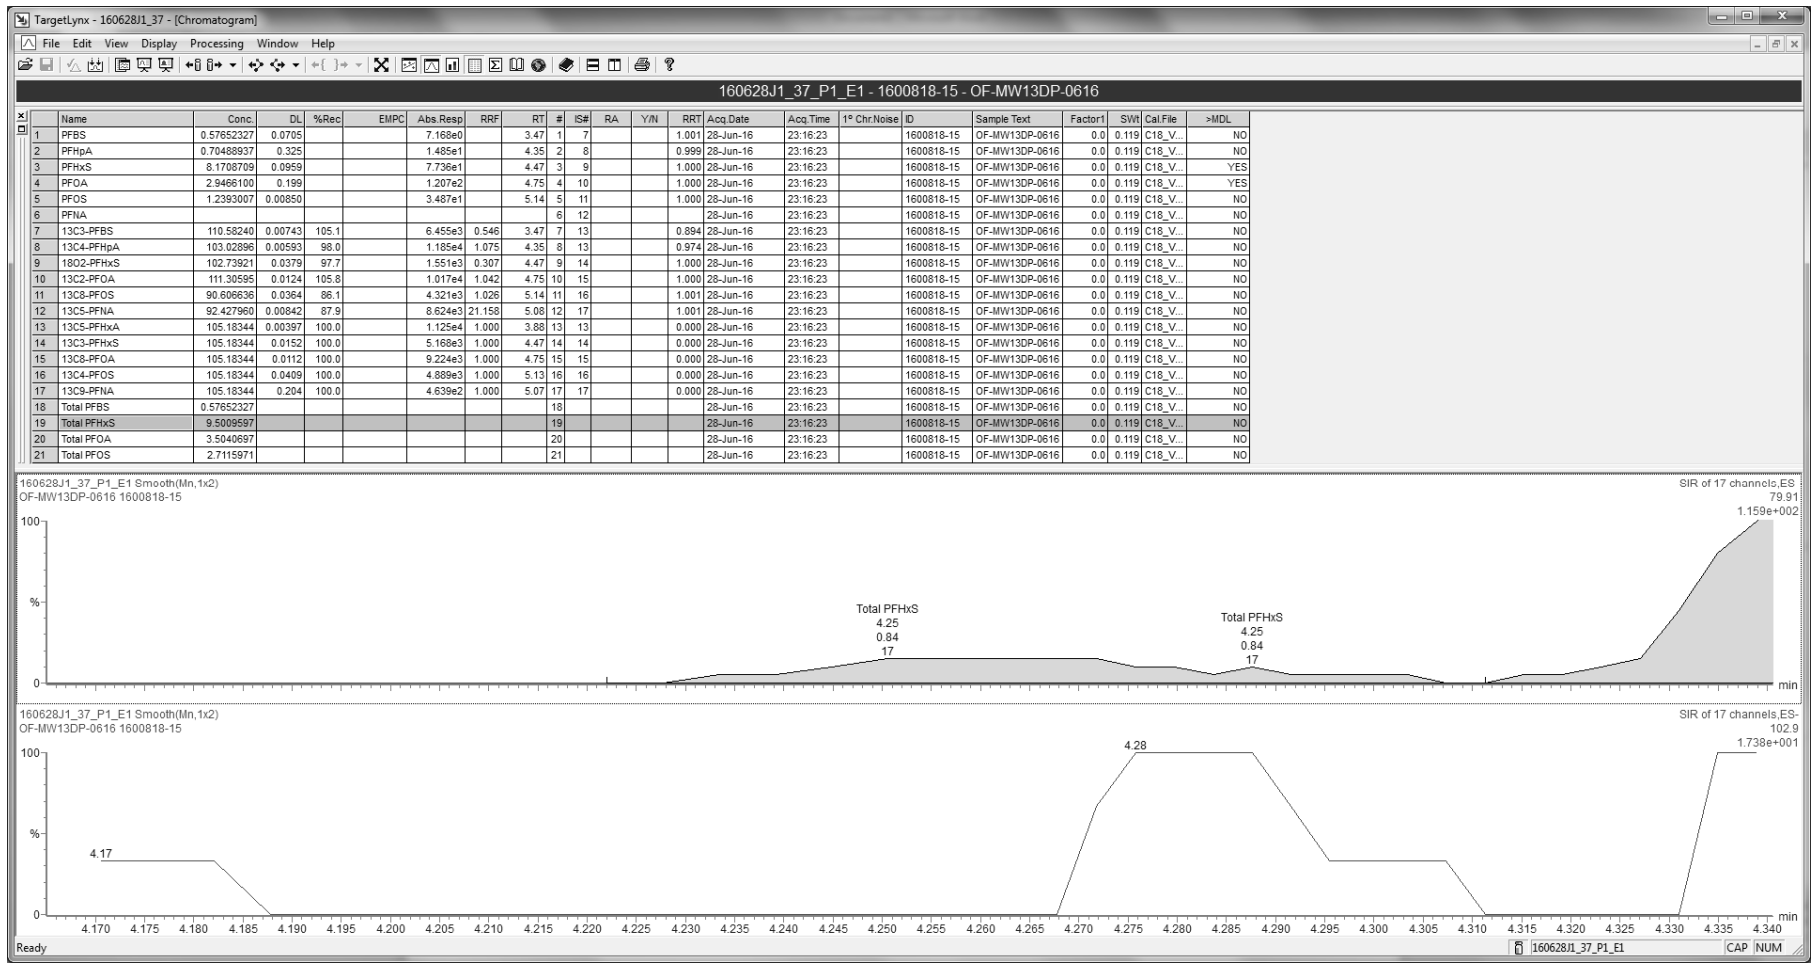 TargetLynx - 160628J1_37 - [Chromatogram]
File Edit View Display Processing Window Help
160628J1_37_P1_E1 - 1600818-15 - OF-MW13DP-0616
Name Conc. DL %Rec EMPC Abs.Resp RRF RT # IS# RA Y/N RRT Acq.Date Acq.Time 1º Chr.Noise ID Sample Text Factor1 SWt Cal.File >MDL
1 PFBS 0.57652327 0.0705 7.168e0 3.47 1 7 1.001 28-Jun-16 23:16:23 1600818-15 OF-MW13DP-0616 0.0 0.119 C18_V... NO
2 PFHpA 0.70488937 0.325 1.485e1 4.35 2 8 0.999 28-Jun-16 23:16:23 1600818-15 OF-MW13DP-0616 0.0 0.119 C18_V... NO
3 PFHxS 8.1708709 0.0959 7.736e1 4.47 3 9 1.000 28-Jun-16 23:16:23 1600818-15 OF-MW13DP-0616 0.0 0.119 C18_V... YES
4 PFOA 2.9466100 0.199 1.207e2 4.75 4 10 1.000 28-Jun-16 23:16:23 1600818-15 OF-MW13DP-0616 0.0 0.119 C18_V... YES
5 PFOS 1.2393007 0.00850 3.487e1 5.14 5 11 1.000 28-Jun-16 23:16:23 1600818-15 OF-MW13DP-0616 0.0 0.119 C18_V... NO
6 PFNA 6 12 28-Jun-16 23:16:23 1600818-15 OF-MW13DP-0616 0.0 0.119 C18_V... NO
7 13C3-PFBS 110.58240 0.00743 105.1 6.455e3 0.546 3.47 7 13 0.894 28-Jun-16 23:16:23 1600818-15 OF-MW13DP-0616 0.0 0.119 C18_V... NO
8 13C4-PFHpA 103.02896 0.00593 98.0 1.185e4 1.075 4.35 8 13 0.974 28-Jun-16 23:16:23 1600818-15 OF-MW13DP-0616 0.0 0.119 C18_V... NO
9 18O2-PFHxS 102.73921 0.0379 97.7 1.551e3 0.307 4.47 9 14 1.000 28-Jun-16 23:16:23 1600818-15 OF-MW13DP-0616 0.0 0.119 C18_V... NO
10 13C2-PFOA 111.30595 0.0124 105.8 1.017e4 1.042 4.75 10 15 1.000 28-Jun-16 23:16:23 1600818-15 OF-MW13DP-0616 0.0 0.119 C18_V... NO
11 13C8-PFOS 90.606636 0.0364 86.1 4.321e3 1.026 5.14 11 16 1.001 28-Jun-16 23:16:23 1600818-15 OF-MW13DP-0616 0.0 0.119 C18_V... NO
12 13C5-PFNA 92.427960 0.00842 87.9 8.624e3 21.158 5.08 12 17 1.001 28-Jun-16 23:16:23 1600818-15 OF-MW13DP-0616 0.0 0.119 C18_V... NO
13 13C5-PFHxA 105.18344 0.00397 100.0 1.125e4 1.000 3.88 13 13 0.000 28-Jun-16 23:16:23 1600818-15 OF-MW13DP-0616 0.0 0.119 C18_V... NO
14 13C3-PFHxS 105.18344 0.0152 100.0 5.168e3 1.000 4.47 14 14 0.000 28-Jun-16 23:16:23 1600818-15 OF-MW13DP-0616 0.0 0.119 C18_V... NO
15 13C8-PFOA 105.18344 0.0112 100.0 9.224e3 1.000 4.75 15 15 0.000 28-Jun-16 23:16:23 1600818-15 OF-MW13DP-0616 0.0 0.119 C18_V... NO
16 13C4-PFOS 105.18344 0.0409 100.0 4.889e3 1.000 5.13 16 16 0.000 28-Jun-16 23:16:23 1600818-15 OF-MW13DP-0616 0.0 0.119 C18_V... NO
17 13C9-PFNA 105.18344 0.204 100.0 4.639e2 1.000 5.07 17 17 0.000 28-Jun-16 23:16:23 1600818-15 OF-MW13DP-0616 0.0 0.119 C18_V... NO
18 Total PFBS 0.57652327 18 28-Jun-16 23:16:23 1600818-15 OF-MW13DP-0616 0.0 0.119 C18_V... NO
19 Total PFHxS 9.5009597 19 28-Jun-16 23:16:23 1600818-15 OF-MW13DP-0616 0.0 0.119 C18_V... NO
20 Total PFOA 3.5040697 20 28-Jun-16 23:16:23 1600818-15 OF-MW13DP-0616 0.0 0.119 C18_V... NO
21 Total PFOS 2.7115971 21 28-Jun-16 23:16:23 1600818-15 OF-MW13DP-0616 0.0 0.119 C18_V... NO
160628J1_37_P1_E1 Smooth(Mn,1x2) SIR of 17 channels,ES-
OF-MW13DP-0616 1600818-15 79.91
1.159e+002
100
%
0
Total PFHxS
4.25
0.84
17
Total PFHxS
4.25
0.84
17
min
160628J1_37_P1_E1 Smooth(Mn,1x2) SIR of 17 channels,ES-
OF-MW13DP-0616 1600818-15 102.9
1.738e+001
100
4.28
%
4.17
0
min
4.170 4.175 4.180 4.185 4.190 4.195 4.200 4.205 4.210 4.215 4.220 4.225 4.230 4.235 4.240 4.245 4.250 4.255 4.260 4.265 4.270 4.275 4.280 4.285 4.290 4.295 4.300 4.305 4.310 4.315 4.320 4.325 4.330 4.335 4.340
Ready 160628J1_37_P1_E1 CAP NUM